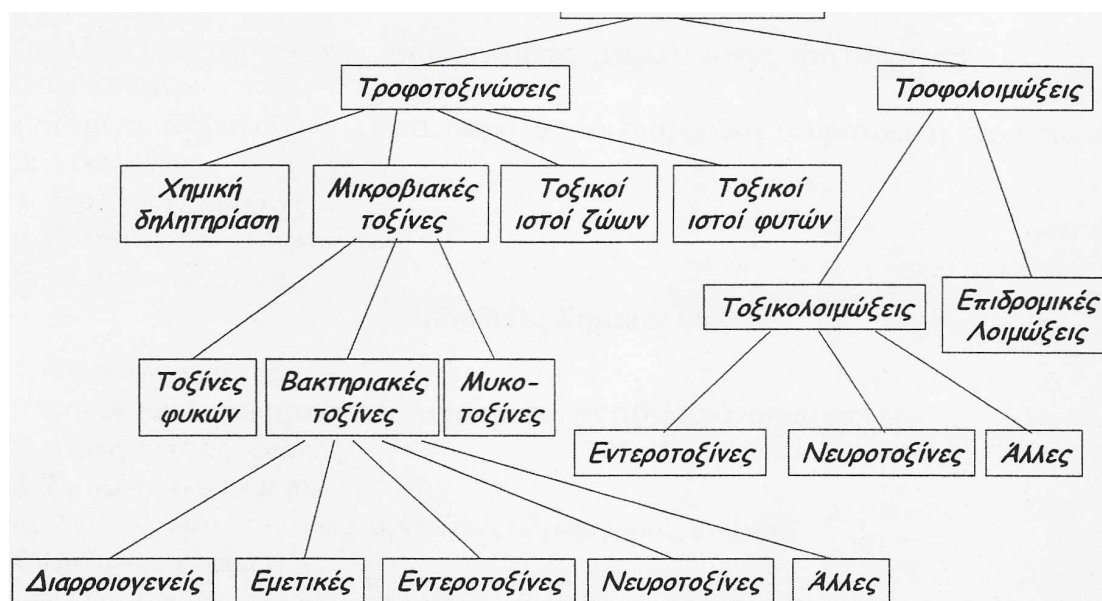 Τροφοτοξινώσεις
Τροφολοιμώξεις
Χημική
δηλητηρίαση
Μικροβιακές
τοξίνες
Τοξικοί
ιστοί ζώων
Τοξικοί
ιστοί φυτών
Τοξικολοιμώξεις
Επιδρομικές
Λοιμώξεις
Τοξίνες
φυκών
Βακτηριακές
τοξίνες
Μυκο-
τοξίνες
Εντεροτοξίνες
Νευροτοξίνες
Άλλες
Διαρροιογενείς
Εμετικές
Εντεροτοξίνες
Νευροτοξίνες
Άλλες